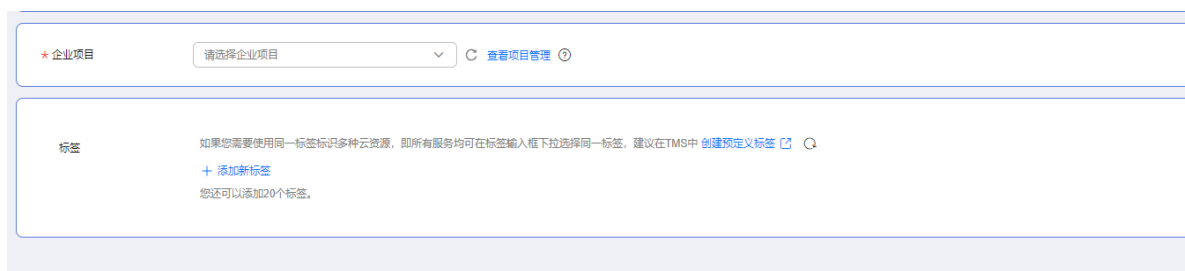 ★ 企业项目 请选择企业项目 查看项目管理 ?
标签 如果您需要使用同一标签标识多种云资源，即所有服务均可在标签输入框下拉选择同一标签，建议在TMS中 创建预定义标签
+ 添加新标签
您还可以添加20个标签。